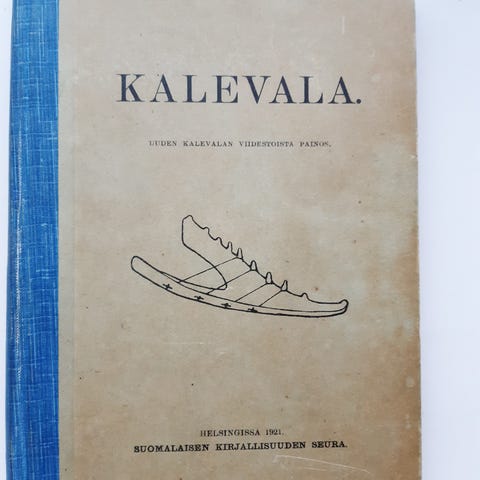 KALEVALA.
UUDEN KALEVALAN VIIDESTOISTA PAINOS.
HELSINGISSÄ 1921.
SUOMALAISEN KIRJALLISUUDEN SEURA.